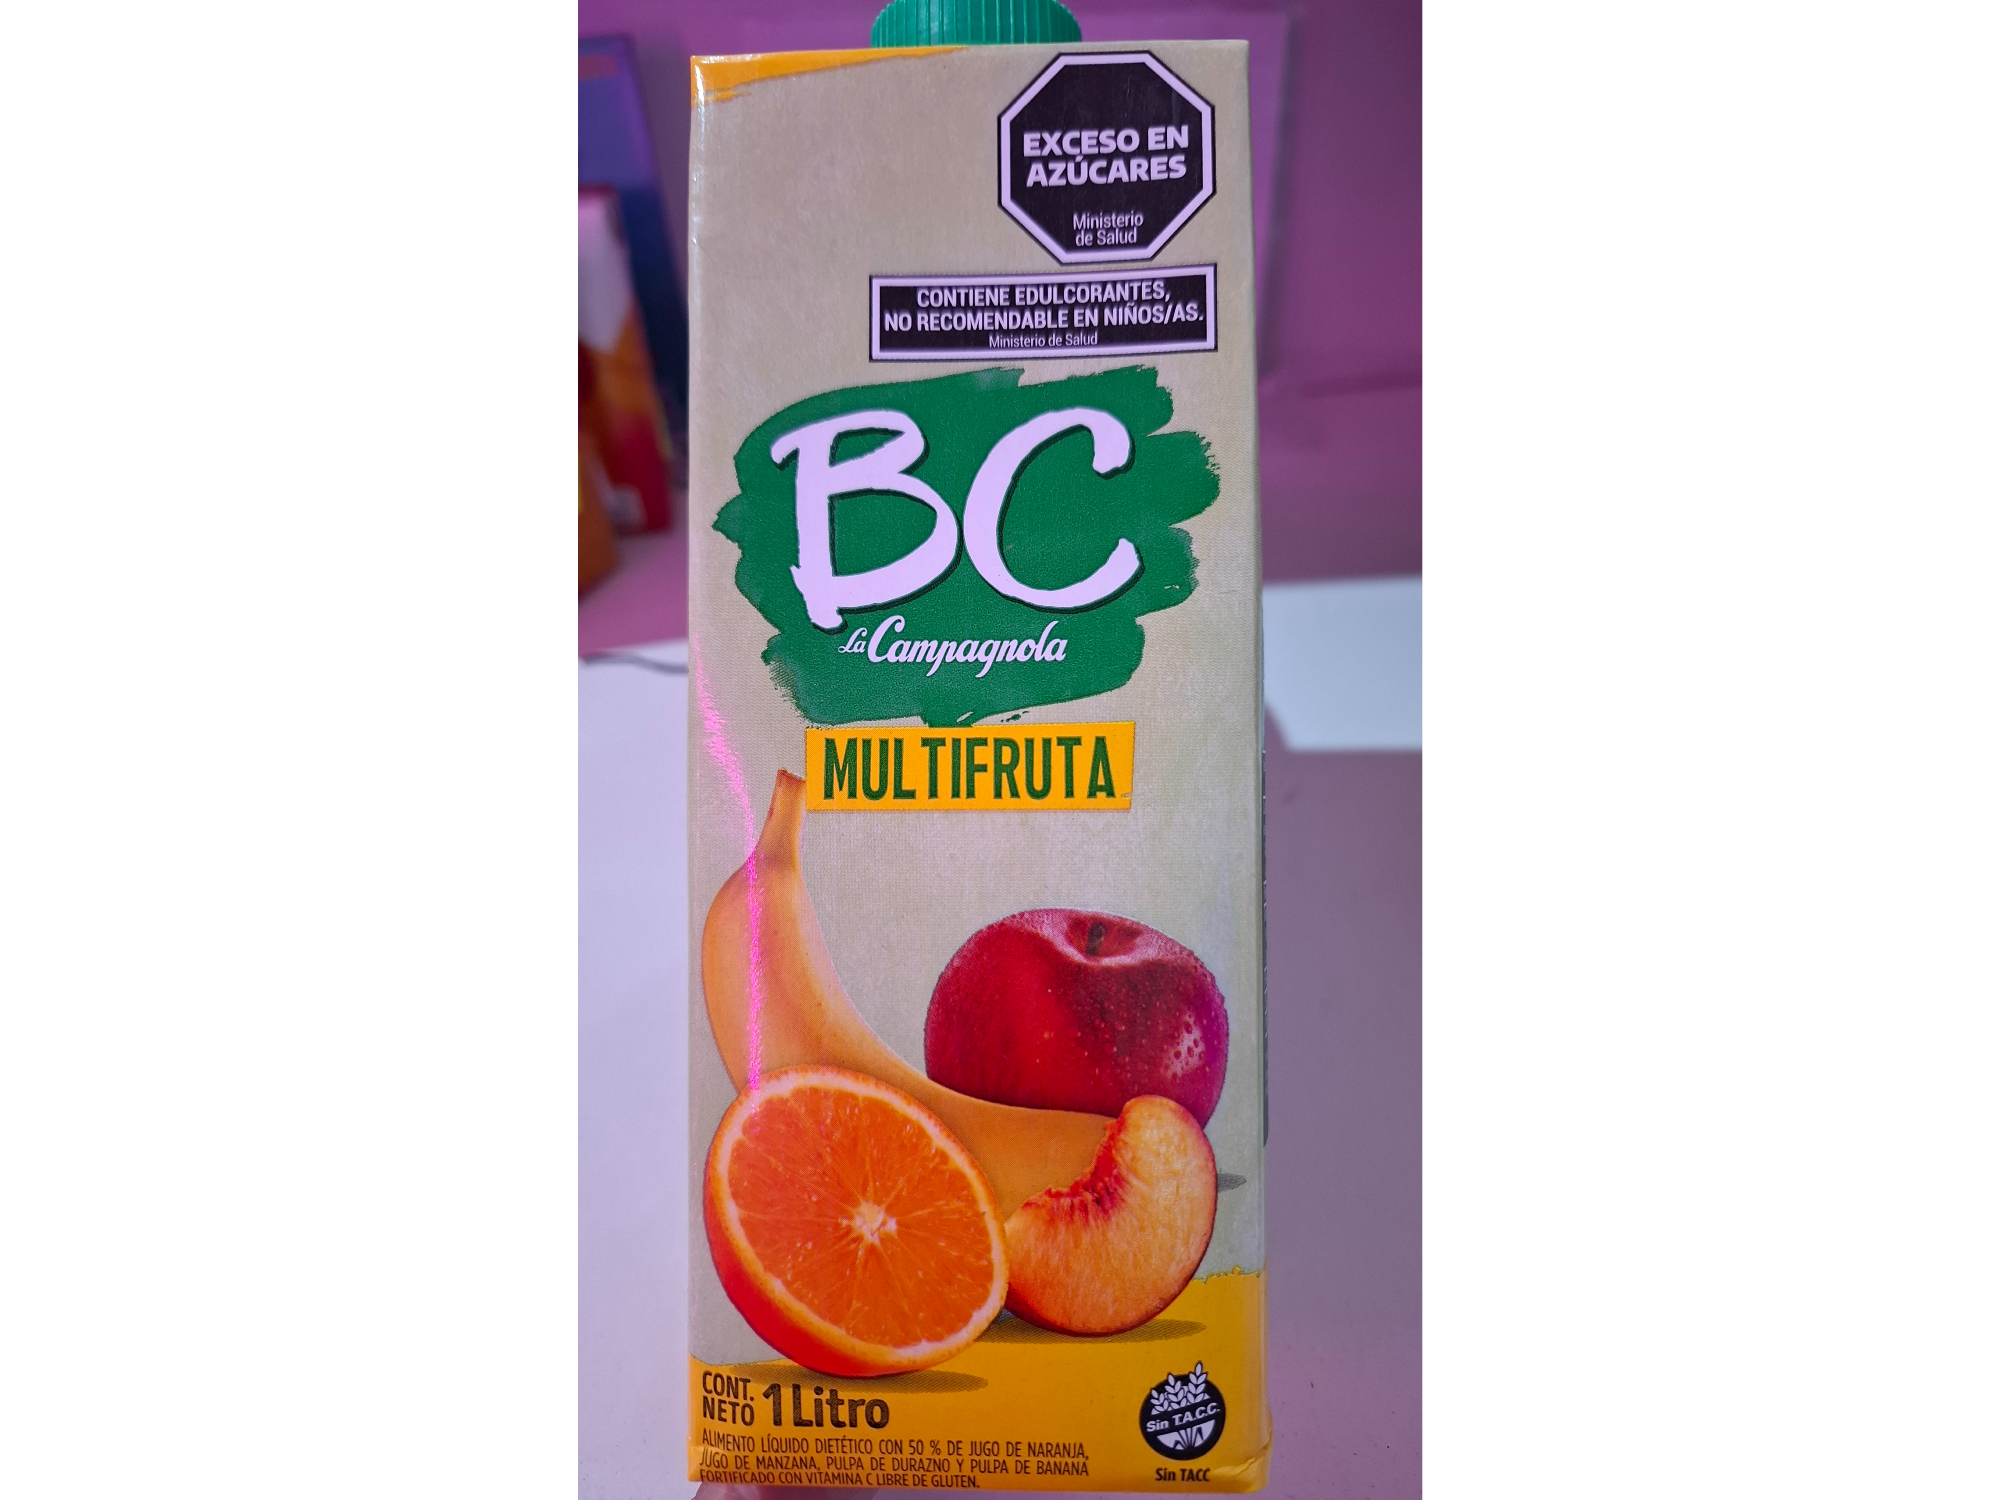 EXCESO EN
AZÚCARES
Ministerio
de Salud
CONTIENE EDULCORANTES,
NO RECOMENDABLE EN NIÑOS/AS.
Ministerio de Salud
BC
La Campagnola
MULTIFRUTA
CONT.
NETO 1 Litro
ALIMENTO LÍQUIDO DIETÉTICO CON 50 % DE JUGO DE NARANJA,
JUGO DE MANZANA, PULPA DE DURAZNO Y PULPA DE BANANA
FORTIFICADO CON VITAMINA C LIBRE DE GLUTEN.
Sin T.A.C.C.
Sin TACC